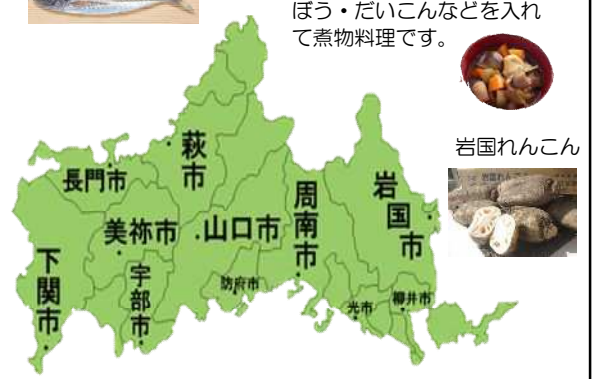 ぼう・だいこんなどを入れ
て煮物料理です。
岩国れんこん
萩市
長門市
岩国市
周南市
美祢市
山口市
下関市
宇部市
防府市
柳井市
光市